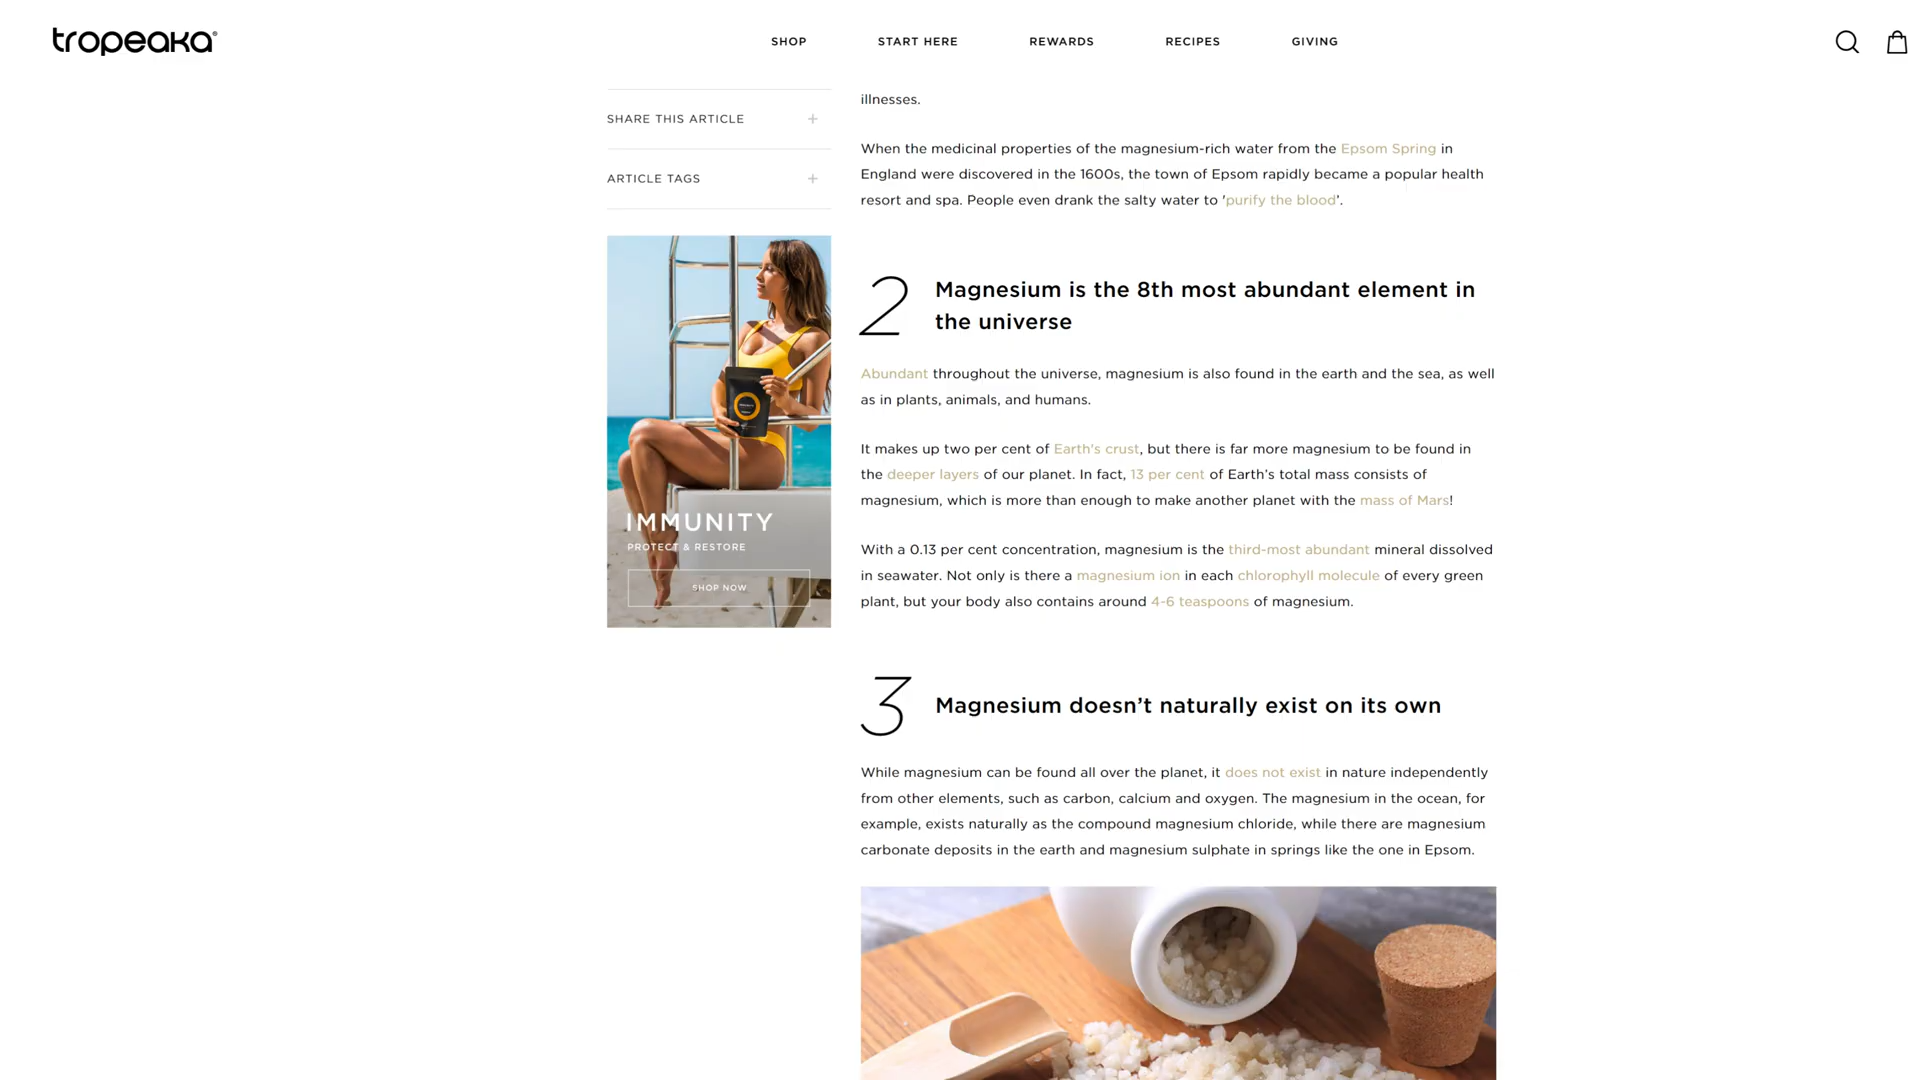 tropeaka®
SHOP
START HERE
REWARDS
RECIPES
GIVING
SHARE THIS ARTICLE
ARTICLE TAGS
IMMUNITY
PROTECT & RESTORE
SHOP NOW
illnesses.
When the medicinal properties of the magnesium-rich water from the Epsom Spring in
England were discovered in the 1600s, the town of Epsom rapidly became a popular health
resort and spa. People even drank the salty water to ‘purify the blood’.
2
Magnesium is the 8th most abundant element in
the universe
Abundant throughout the universe, magnesium is also found in the earth and the sea, as well
as in plants, animals, and humans.
It makes up two per cent of Earth's crust, but there is far more magnesium to be found in
the deeper layers of our planet. In fact, 13 per cent of Earth’s total mass consists of
magnesium, which is more than enough to make another planet with the mass of Mars!
With a 0.13 per cent concentration, magnesium is the third-most abundant mineral dissolved
in seawater. Not only is there a magnesium ion in each chlorophyll molecule of every green
plant, but your body also contains around 4-6 teaspoons of magnesium.
3
Magnesium doesn’t naturally exist on its own
While magnesium can be found all over the planet, it does not exist in nature independently
from other elements, such as carbon, calcium and oxygen. The magnesium in the ocean, for
example, exists naturally as the compound magnesium chloride, while there are magnesium
carbonate deposits in the earth and magnesium sulphate in springs like the one in Epsom.